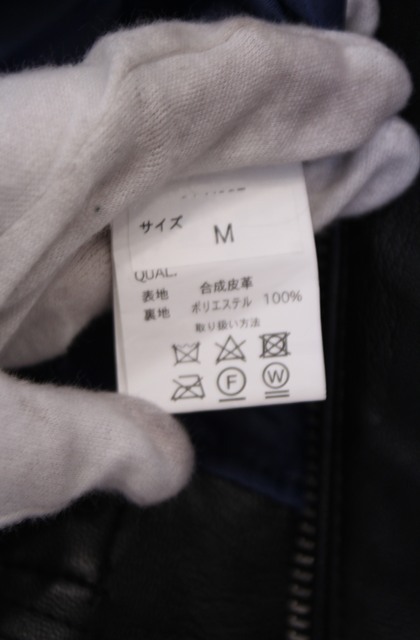 サイズ
M
QUAL.
表地 合成皮革
裏地 ポリエステル 100%
取り扱い方法
F W